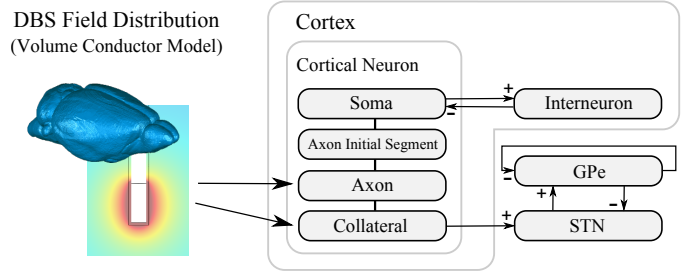 DBS Field Distribution
(Volume Conductor Model)
Cortex
Cortical Neuron
Soma
+
-
Interneuron
Axon Initial Segment
Axon
Collateral
+
GPe
-
+
-
STN